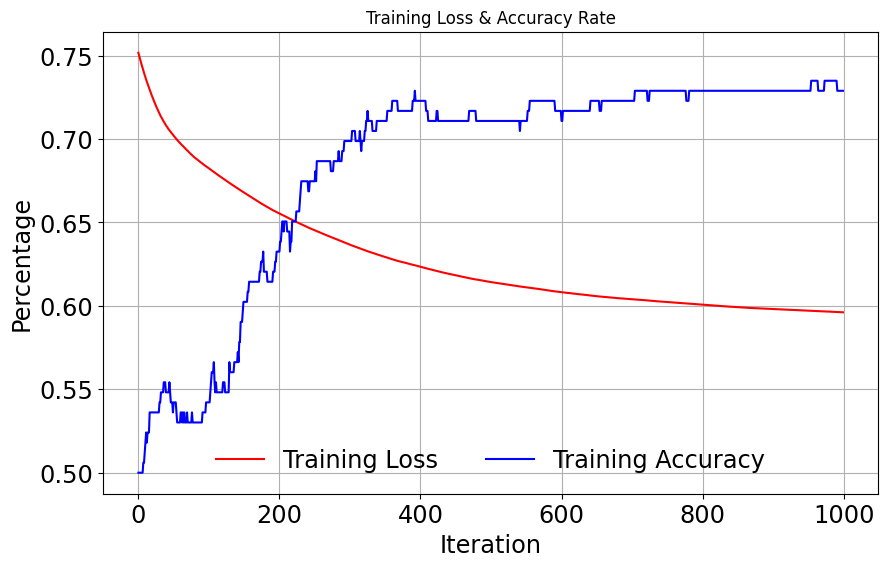 Training Loss & Accuracy Rate
0.75
0.70
0.65
0.60
0.55
0.50
Percentage
Training Loss Training Accuracy
0 200 400 600 800 1000
Iteration